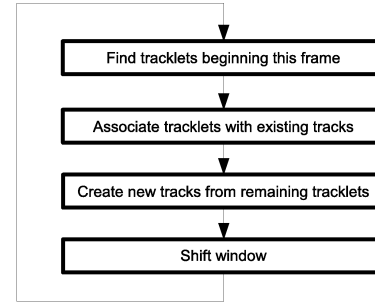 Find tracklets beginning this frame
Associate tracklets with existing tracks
Create new tracks from remaining tracklets
Shift window